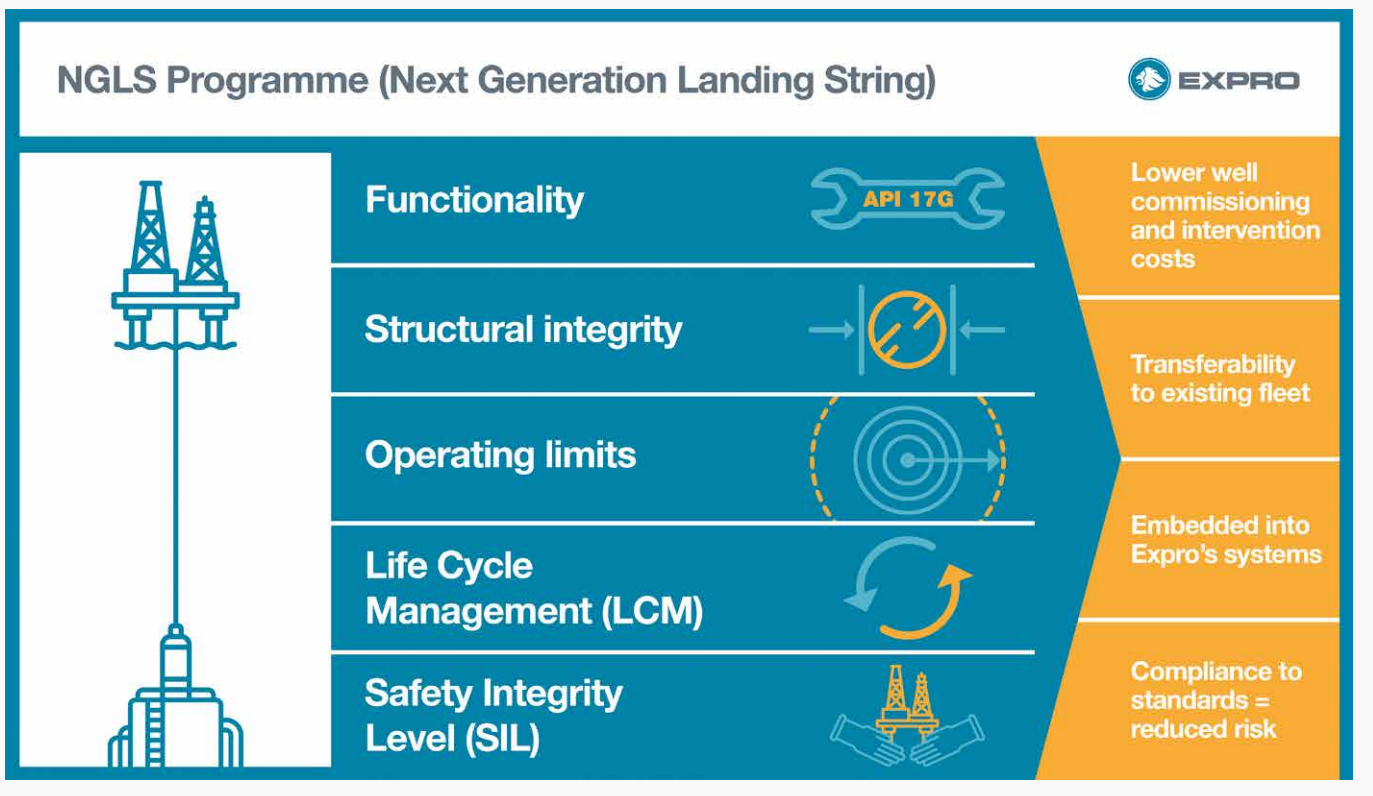 NGLS Programme (Next Generation Landing String)
EXPRO
Functionality
API 17G
Structural integrity
Operating limits
Life Cycle
Management (LCM)
Safety Integrity
Level (SIL)
Lower well
commissioning
and intervention
costs
Transferability
to existing fleet
Embedded into
Expro's systems
Compliance to
standards =
reduced risk